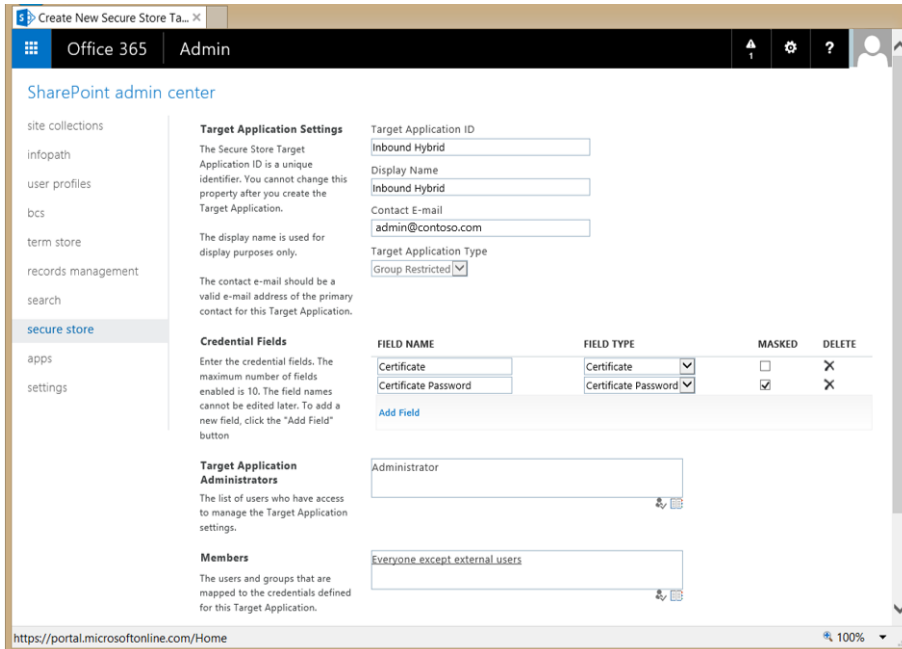 Create New Secure Store Ta...
Office 365 Admin 1 ?
SharePoint admin center
site collections
infopath
user profiles
bcs
term store
records management
search
secure store
apps
settings
Target Application Settings
The Secure Store Target
Application ID is a unique
identifier. You cannot change this
property after you create the
Target Application.
The display name is used for
display purposes only.
The contact e-mail should be a
valid e-mail address of the primary
contact for this Target Application.
Target Application ID
Inbound Hybrid
Display Name
Inbound Hybrid
Contact E-mail
admin@contoso.com
Target Application Type
Group Restricted
Credential Fields
Enter the credential fields. The
maximum number of fields
enabled is 10. The field names
cannot be edited later. To add a
new field, click the "Add Field"
button
FIELD NAME FIELD TYPE MASKED DELETE
Certificate Certificate
Certificate Password Certificate Password
Add Field
Target Application
Administrators
The list of users who have access
to manage the Target Application
settings.
Administrator
Members
The users and groups that are
mapped to the credentials defined
for this Target Application.
Everyone except external users
https://portal.microsoftonline.com/Home 100%